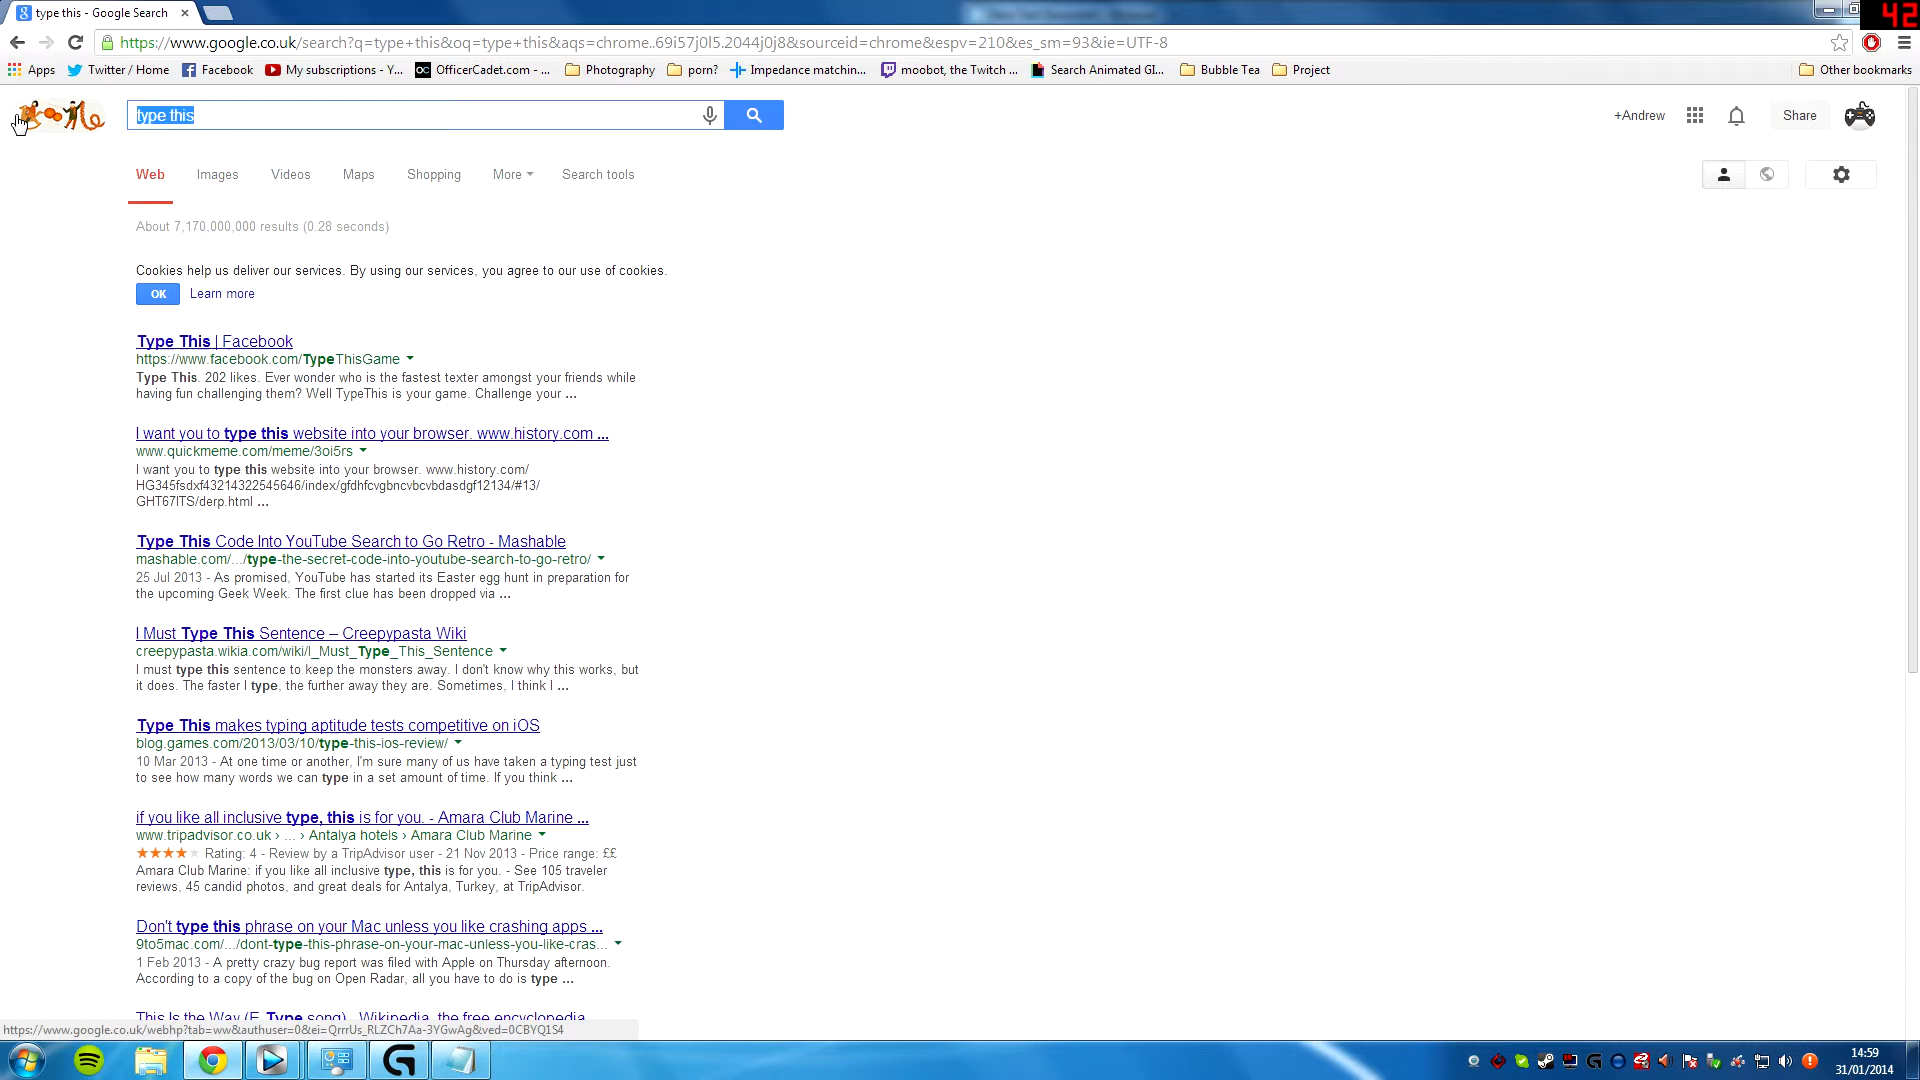 type this - Google Search
42
https://www.google.co.uk/search?q=type+this&oq=type+this&aqs=chrome..69i57j0l5.2044j0j8&sourceid=chrome&espv=210&es_sm=93&ie=UTF-8
Apps Twitter / Home Facebook My subscriptions - Y... OfficerCadet.com - ... Photography porn? Impedance matchin... moobot, the Twitch ... Search Animated GI... Bubble Tea Project Other bookmarks
type this
+Andrew Share
Web Images Videos Maps Shopping More Search tools
About 7,170,000,000 results (0.28 seconds)
Cookies help us deliver our services. By using our services, you agree to our use of cookies.
OK Learn more
Type This | Facebook
https://www.facebook.com/TypeThisGame
Type This. 202 likes. Ever wonder who is the fastest texter amongst your friends while
having fun challenging them? Well TypeThis is your game. Challenge your ...
I want you to type this website into your browser. www.history.com ...
www.quickmeme.com/meme/3oi5rs
I want you to type this website into your browser. www.history.com/
HG345fsdxf43214322545646/index/gfdhfcvgbncvbcvbdasdgf12134/#13/
GHT67ITS/derp.html ...
Type This Code Into YouTube Search to Go Retro - Mashable
mashable.com/.../type-the-secret-code-into-youtube-search-to-go-retro/
25 Jul 2013 - As promised, YouTube has started its Easter egg hunt in preparation for
the upcoming Geek Week. The first clue has been dropped via ...
I Must Type This Sentence – Creepypasta Wiki
creepypasta.wikia.com/wiki/I_Must_Type_This_Sentence
I must type this sentence to keep the monsters away. I don't know why this works, but
it does. The faster I type, the further away they are. Sometimes, I think I ...
Type This makes typing aptitude tests competitive on iOS
blog.games.com/2013/03/10/type-this-ios-review/
10 Mar 2013 - At one time or another, I'm sure many of us have taken a typing test just
to see how many words we can type in a set amount of time. If you think ...
if you like all inclusive type, this is for you. - Amara Club Marine ...
www.tripadvisor.co.uk › ... › Antalya hotels › Amara Club Marine
Rating: 4 - Review by a TripAdvisor user - 21 Nov 2013 - Price range: ££
Amara Club Marine: if you like all inclusive type, this is for you. - See 105 traveler
reviews, 45 candid photos, and great deals for Antalya, Turkey, at TripAdvisor.
Don't type this phrase on your Mac unless you like crashing apps ...
9to5mac.com/.../dont-type-this-phrase-on-your-mac-unless-you-like-cras...
1 Feb 2013 - A pretty crazy bug report was filed with Apple on Thursday afternoon.
According to a copy of the bug on Open Radar, all you have to do is type ...
This Is the Way (E-Type song) - Wikipedia, the free encyclopedia
https://www.google.co.uk/webhp?tab=ww&authuser=0&ei=QrrrUs_RLZCh7Aa-3YGwAg&ved=0CBYQ1S4
14:59
31/01/2014